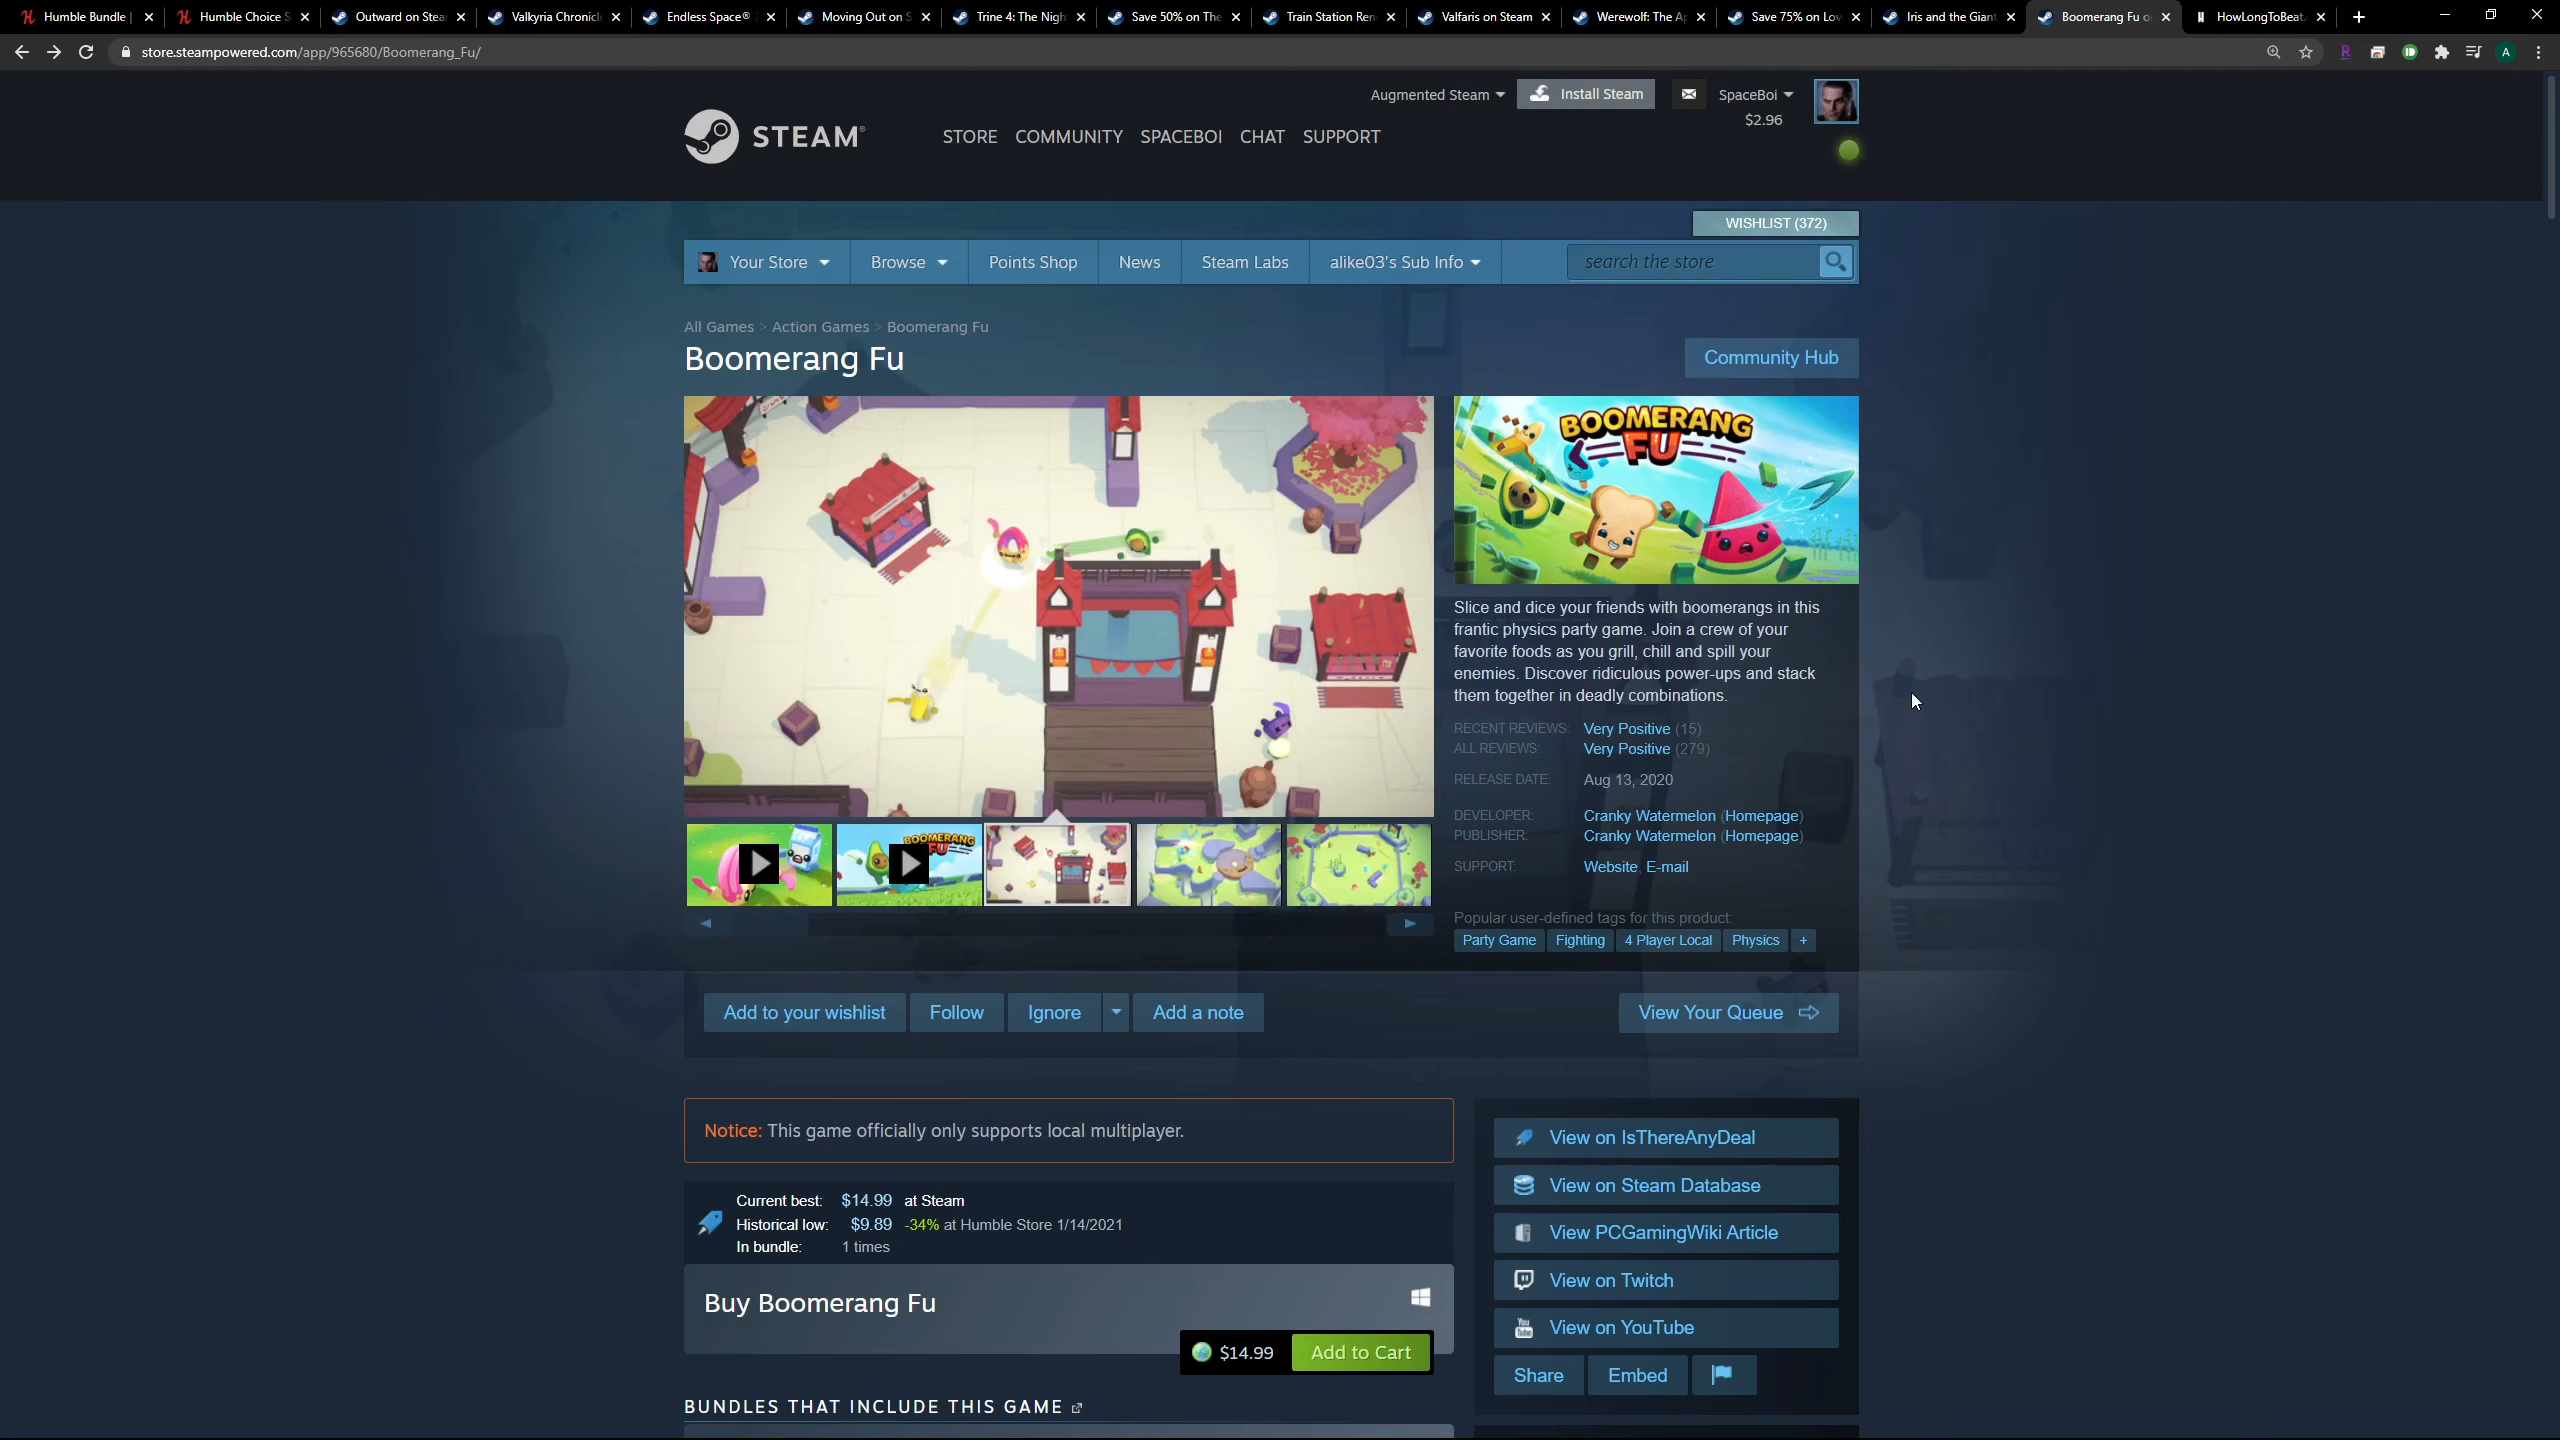 Humble Bundle |
Humble Choice S
Outward on Stea
Valkyria Chronicl
Endless Space®
Moving Out on S
Trine 4: The Nigh
Save 50% on The
Train Station Ren
Valfaris on Steam
Werewolf: The Ap
Save 75% on Lov
Iris and the Giant
Boomerang Fu o
HowLongToBeat.
store.steampowered.com/app/965680/Boomerang_Fu/
A
Augmented Steam
Install Steam
SpaceBoi
$2.96
STEAM®
STORE
COMMUNITY
SPACEBOI
CHAT
SUPPORT
WISHLIST (372)
Your Store
Browse
Points Shop
News
Steam Labs
alike03's Sub Info
search the store
All Games > Action Games > Boomerang Fu
Boomerang Fu
Community Hub
BOOMERANG
FU
Slice and dice your friends with boomerangs in this
frantic physics party game. Join a crew of your
favorite foods as you grill, chill and spill your
enemies. Discover ridiculous power-ups and stack
them together in deadly combinations.
RECENT REVIEWS: Very Positive (15)
ALL REVIEWS: Very Positive (279)
RELEASE DATE: Aug 13, 2020
DEVELOPER: Cranky Watermelon (Homepage)
PUBLISHER: Cranky Watermelon (Homepage)
SUPPORT: Website, E-mail
Popular user-defined tags for this product:
Party Game
Fighting
4 Player Local
Physics
+
BOOMERANG
FU
Add to your wishlist
Follow
Ignore
Add a note
View Your Queue
Notice: This game officially only supports local multiplayer.
Current best: $14.99 at Steam
Historical low: $9.89 -34% at Humble Store 1/14/2021
In bundle: 1 times
Buy Boomerang Fu
$14.99
Add to Cart
BUNDLES THAT INCLUDE THIS GAME
View on IsThereAnyDeal
View on Steam Database
View PCGamingWiki Article
View on Twitch
View on YouTube
Share
Embed